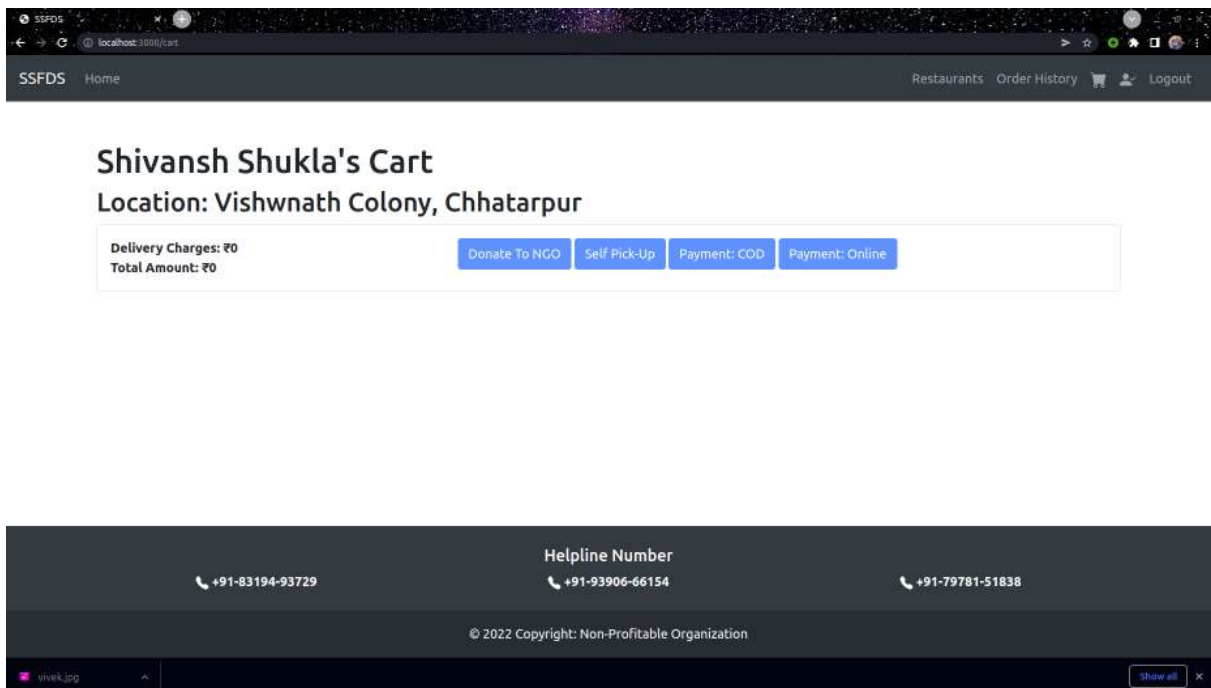 SSFDS
localhost:3000/cart
SSFDS Home Restaurants Order History Logout
Shivansh Shukla's Cart
Location: Vishwnath Colony, Chhatarpur
Delivery Charges: ₹0
Total Amount: ₹0
Donate To NGO Self Pick-Up Payment: COD Payment: Online
Helpline Number
+91-83194-93729 +91-93906-66154 +91-79781-51838
© 2022 Copyright: Non-Profitable Organization
vivek.jpg Show all